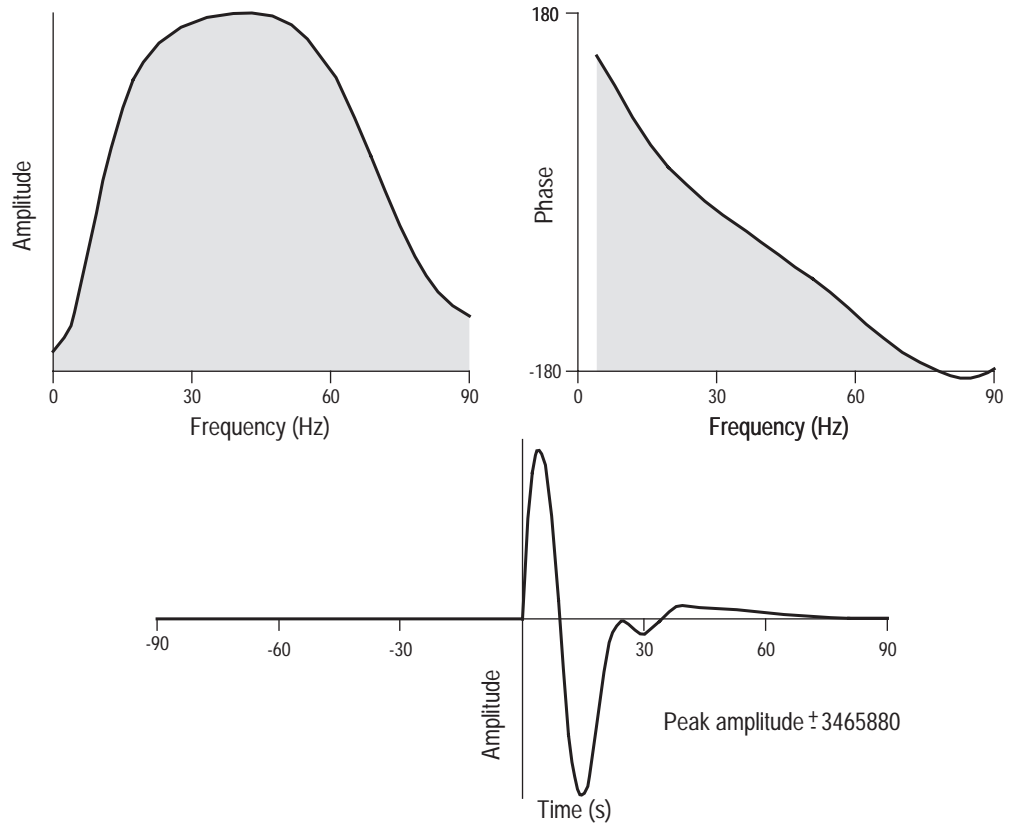 Amplitude
0 30 60 90
Frequency (Hz)
180
Phase
-180
0 30 60 90
Frequency (Hz)
-90 -60 -30 30 60 90
Amplitude
Peak amplitude ± 3465880
Time (s)